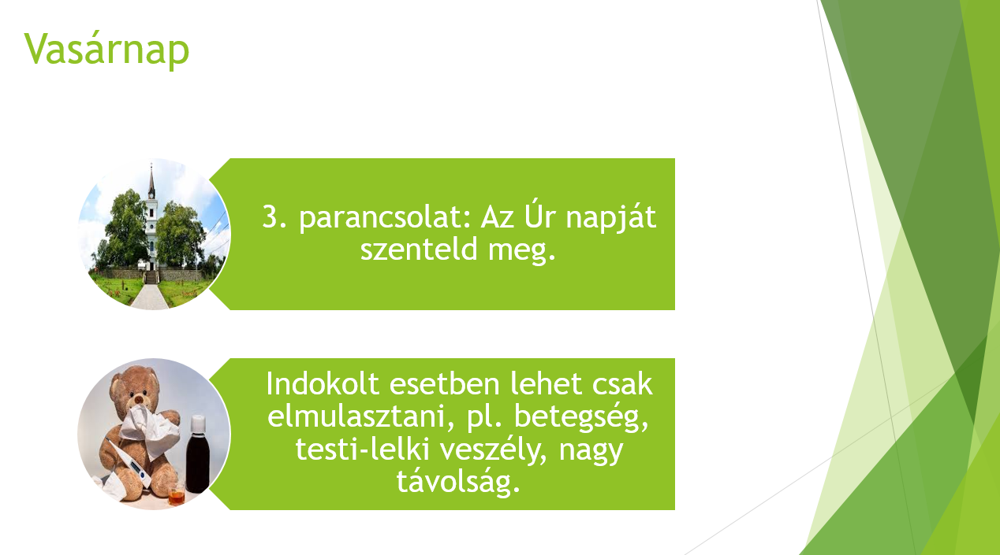 Vasárnap
3. parancsolat: Az Úr napját
szenteld meg.
Indokolt esetben lehet csak
elmulasztani, pl. betegség,
testi-lelki veszély, nagy
távolság.